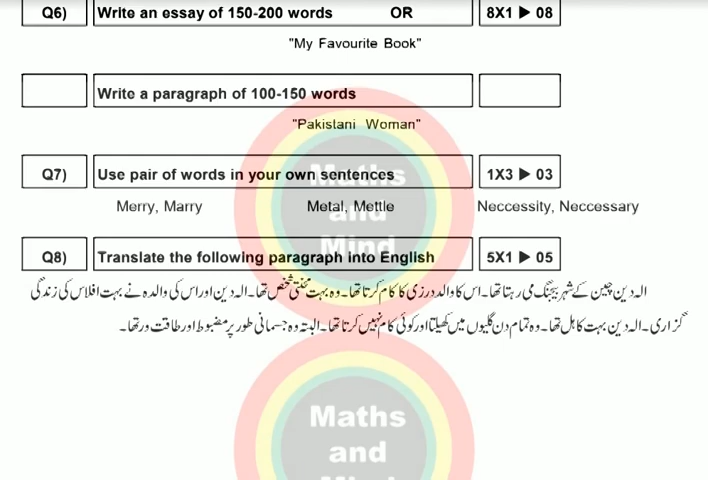 Q6) Write an essay of 150-200 words OR 8X1 ▶ 08
"My Favourite Book"
Write a paragraph of 100-150 words
"Pakistani Woman"
Q7) Use pair of words in your own sentences 1X3 ▶ 03
Merry, Marry Metal, Mettle Neccessity, Neccessary
Q8) Translate the following paragraph into English 5X1 ▶ 05
الہ دین چین کے شہر بیجنگ می رہتا تھا۔ اس کا والد درزی کا کام کرتا تھا۔ وہ بہت محنتی شخص تھا۔ الہ دین اور اس کی والدہ نے بہت افلاس کی زندگی
گزاری۔ الہ دین بہت کاہل تھا۔ وہ تمام دن گلیوں میں کھیلتا اور کوئی کام نہیں کرتا تھا۔ البتہ وہ جسمانی طور پر مضبوط اور طاقت ور تھا۔
Maths
and
Mind
Maths
and